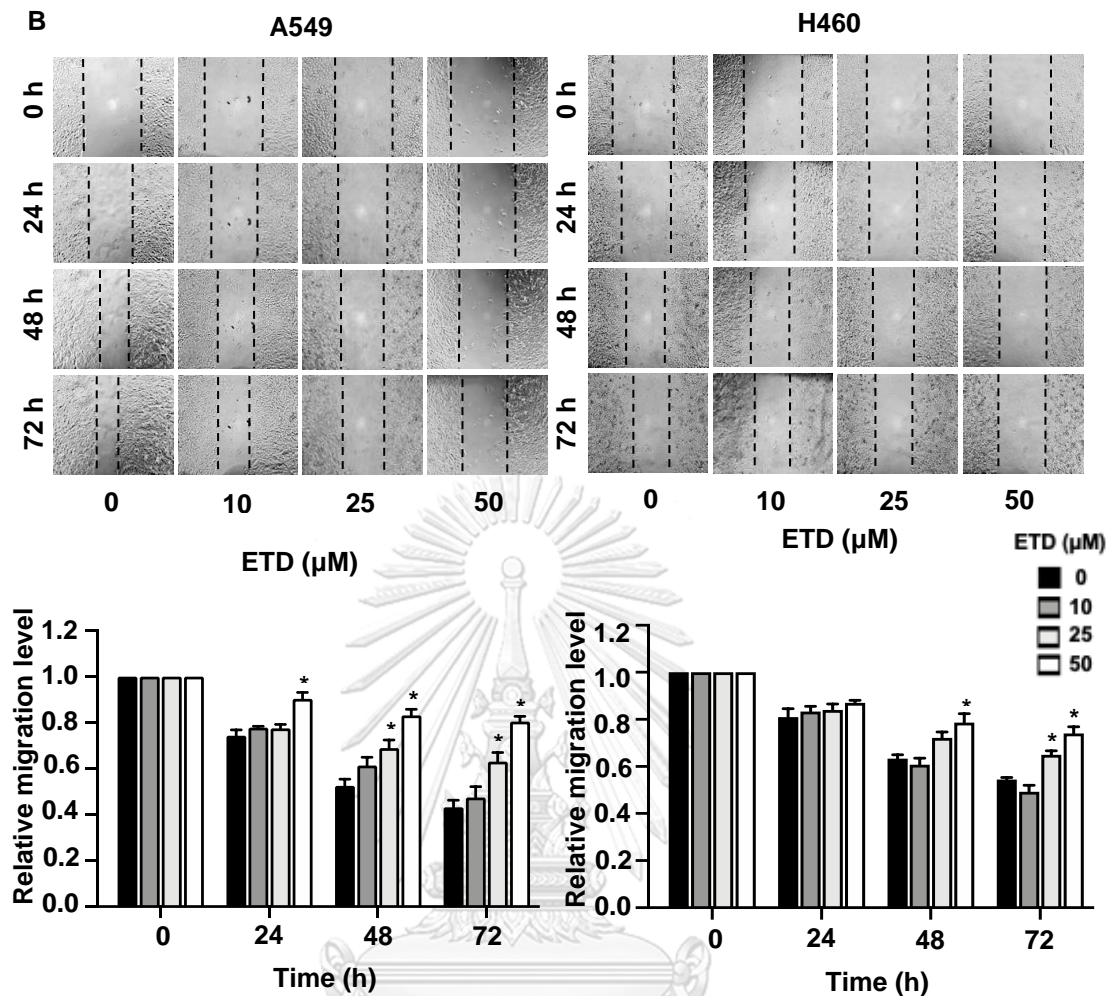 B
A549
H460
0 h
24 h
48 h
72 h
0 h
24 h
48 h
72 h
0 10 25 50
ETD (µM)
0 10 25 50
ETD (µM)
ETD (µM)
0
10
25
50
Relative migration level
1.2
1.0
0.8
0.6
0.4
0.2
0.0
* * * * *
0 24 48 72
Time (h)
Relative migration level
1.2
1.0
0.8
0.6
0.4
0.2
0.0
* * *
0 24 48 72
Time (h)